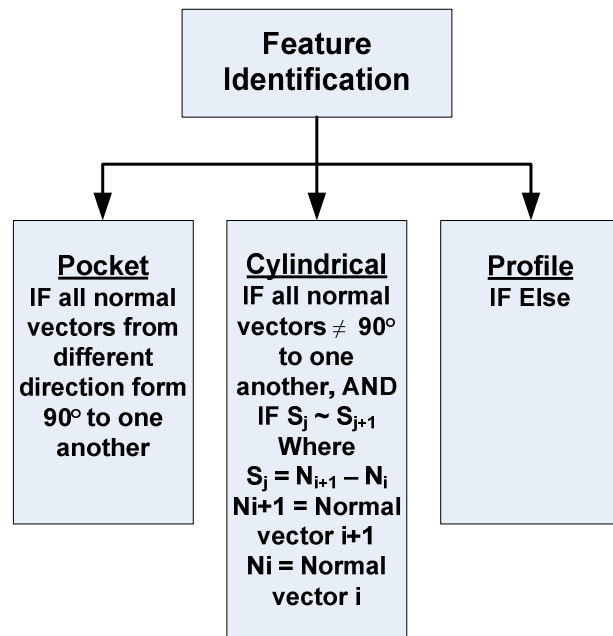 Feature
Identification
Pocket
IF all normal
vectors from
different
direction form
90° to one
another
Cylindrical
IF all normal
vectors ≠ 90°
to one
another, AND
IF Sj ~ Sj+1
Where
Sj = Ni+1 – Ni
Ni+1 = Normal
vector i+1
Ni = Normal
vector i
Profile
IF Else